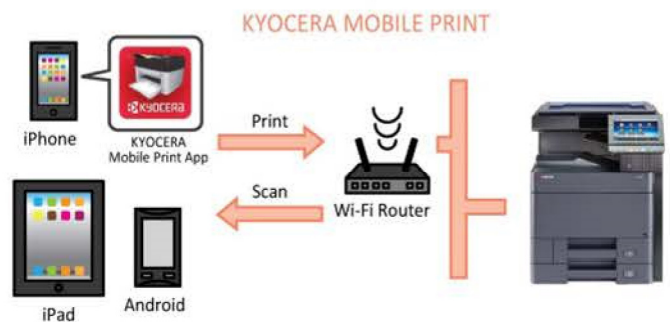 KYOCERA MOBILE PRINT
KYOCERA
iPhone
KYOCERA
Mobile Print App
Print
Scan
Wi-Fi Router
iPad
Android